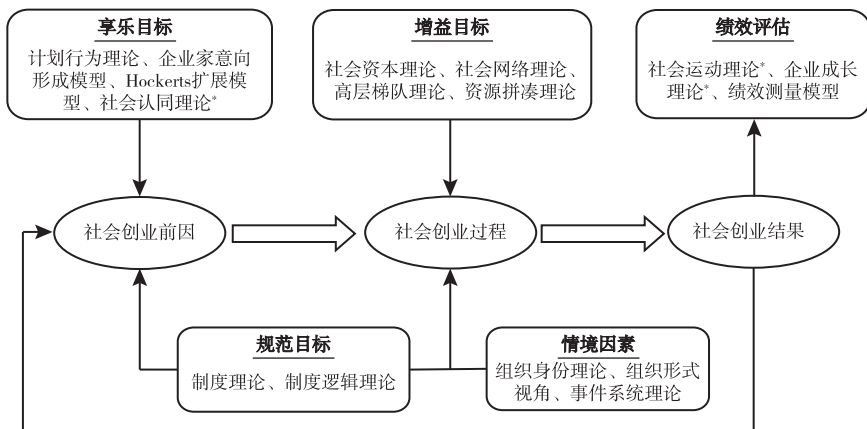 享乐目标
计划行为理论、企业家意向
形成模型、Hockerts扩展模
型、社会认同理论*
增益目标
社会资本理论、社会网络理论、
高层梯队理论、资源拼凑理论
绩效评估
社会运动理论*、企业成长
理论*、绩效测量模型
社会创业前因
社会创业过程
社会创业结果
规范目标
制度理论、制度逻辑理论
情境因素
组织身份理论、组织形式
视角、事件系统理论